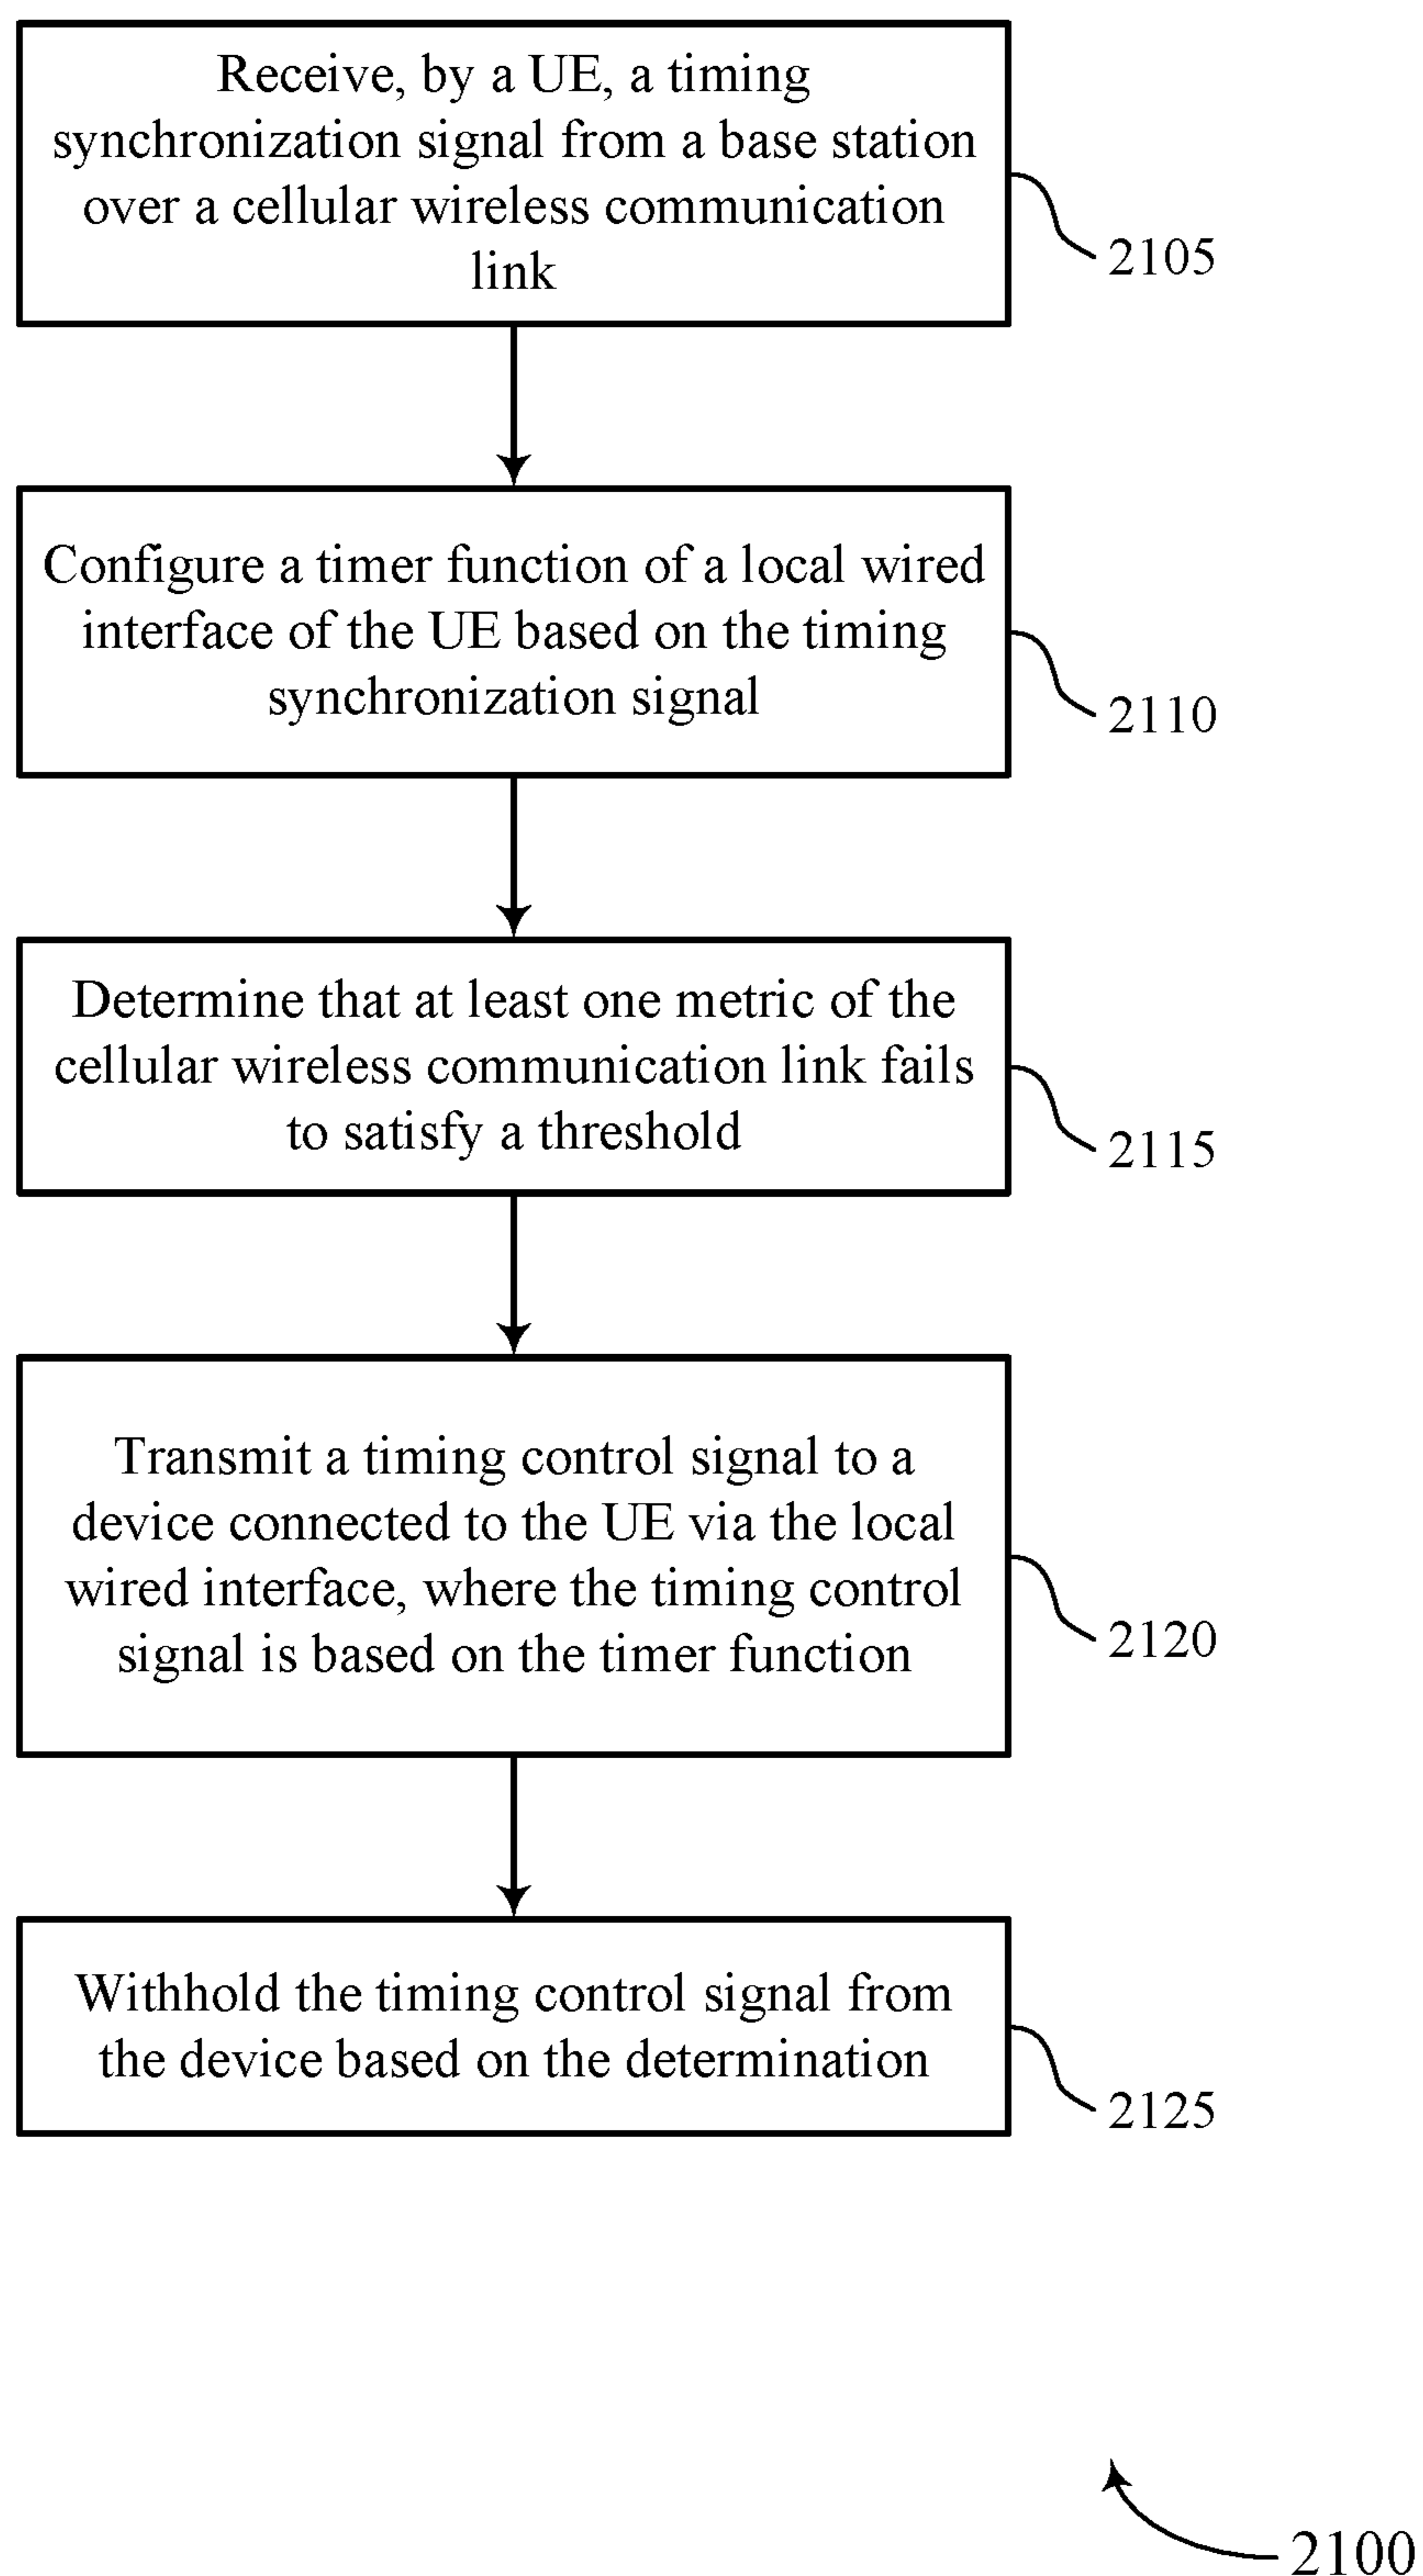 Receive, by a UE, a timing
synchronization signal from a base station
over a cellular wireless communication
link
2105
Configure a timer function of a local wired
interface of the UE based on the timing
synchronization signal
2110
Determine that at least one metric of the
cellular wireless communication link fails
to satisfy a threshold
2115
Transmit a timing control signal to a
device connected to the UE via the local
wired interface, where the timing control
signal is based on the timer function
2120
Withhold the timing control signal from
the device based on the determination
2125
2100